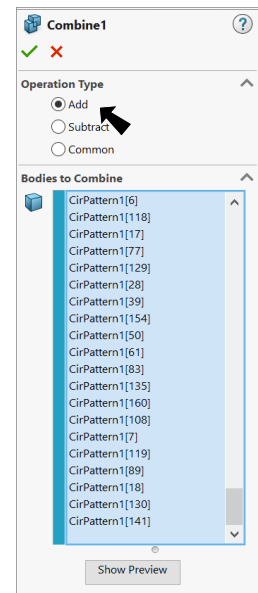 Combine1
?
Operation Type
Add
Subtract
Common
Bodies to Combine
CirPattern1[6]
CirPattern1[118]
CirPattern1[17]
CirPattern1[77]
CirPattern1[129]
CirPattern1[28]
CirPattern1[39]
CirPattern1[154]
CirPattern1[50]
CirPattern1[61]
CirPattern1[83]
CirPattern1[135]
CirPattern1[160]
CirPattern1[108]
CirPattern1[7]
CirPattern1[119]
CirPattern1[89]
CirPattern1[18]
CirPattern1[130]
CirPattern1[141]
Show Preview